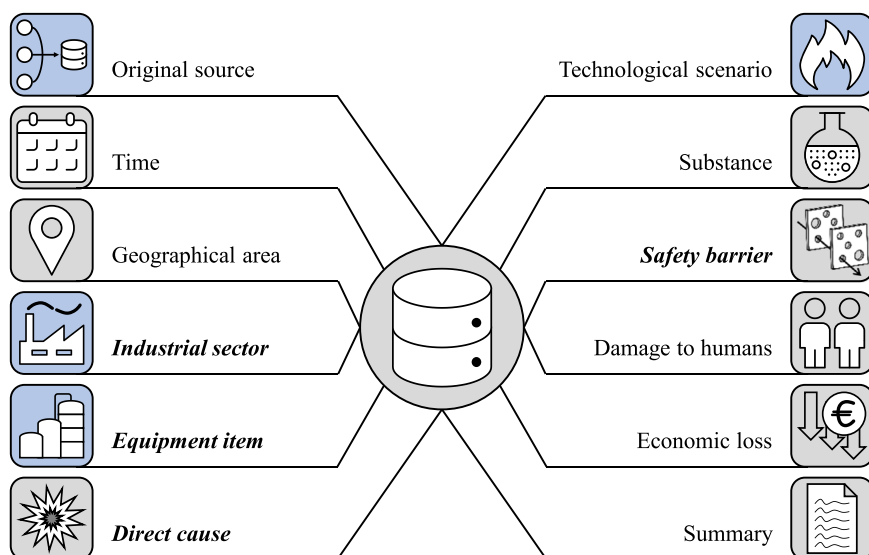 Original source
Time
Geographical area
Industrial sector
Equipment item
Direct cause
Technological scenario
Substance
Safety barrier
Damage to humans
Economic loss
€
Summary